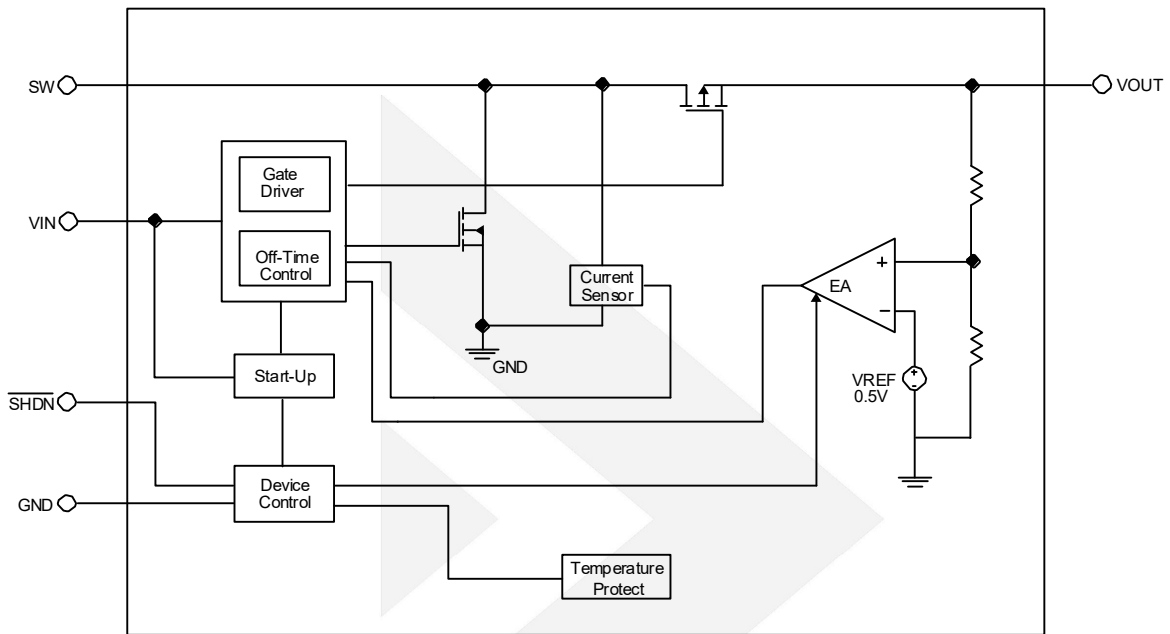 SW
VOUT
Gate
Driver
VIN
Off-Time
Control
Current
Sensor
+
EA
−
GND
Start-Up
VREF
0.5V
+
-
SHDN
Device
Control
GND
Temperature
Protect